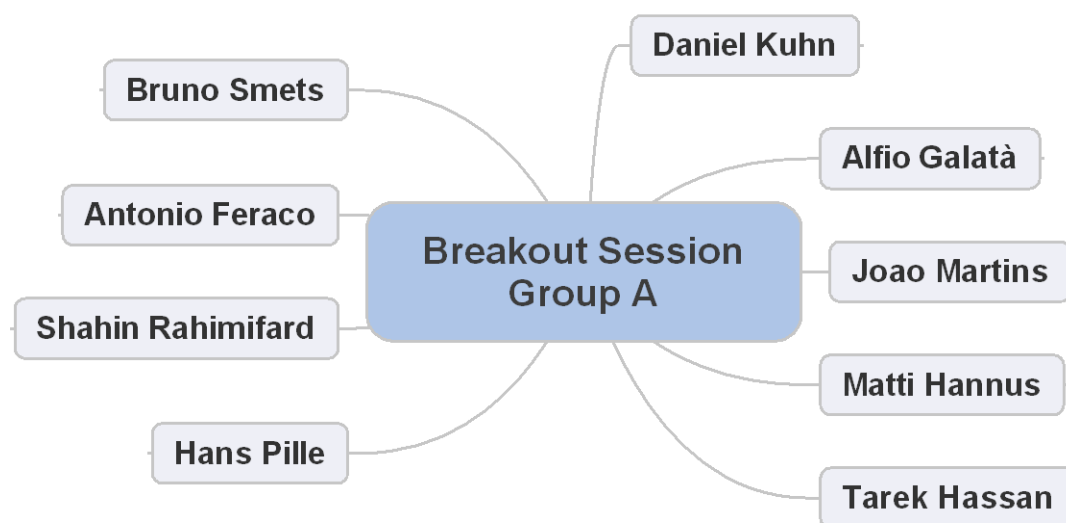 Daniel Kuhn
Bruno Smets
Alfio Galatà
Antonio Feraco
Breakout Session
Group A
Joao Martins
Shahin Rahimifard
Matti Hannus
Hans Pille
Tarek Hassan